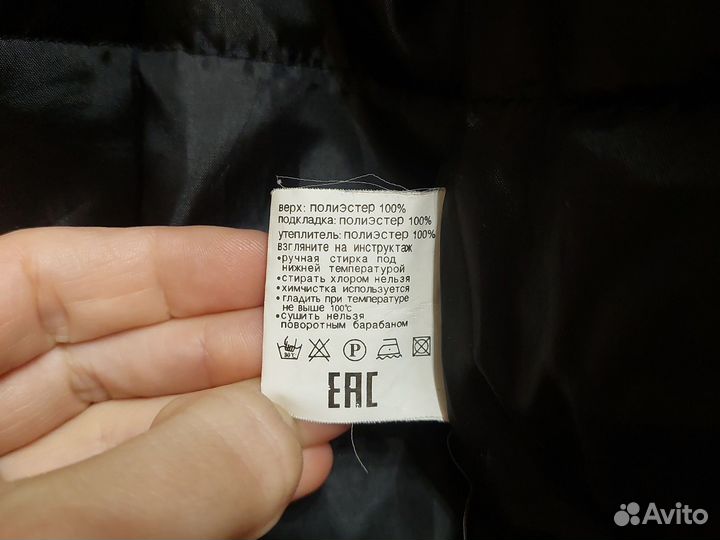 верх: полиэстер 100%
подкладка: полиэстер 100%
утеплитель: полиэстер 100%
взгляните на инструктаж
•ручная стирка под
нижней температурой
•стирать хлором нельзя
•химчистка используется
•гладить при температуре
не выше 100°c
•сушить нельзя
поворотным барабаном
30℃ P
EAC
Avito